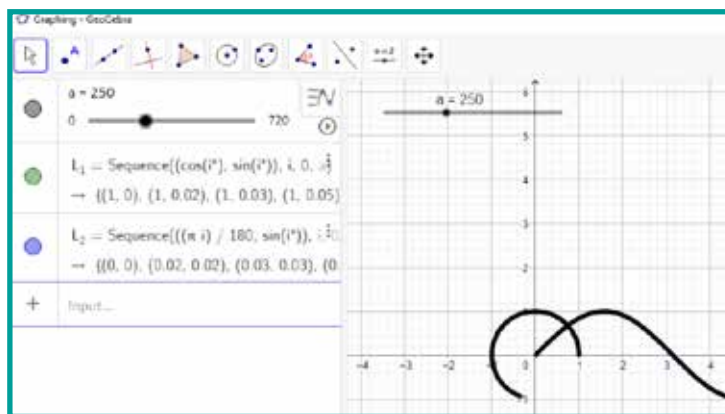 Graphing - GeoGebra
A
a=2
a = 250
0 720
L₁ = Sequence((cos(i°), sin(i°)), i, 0,
→ {(1, 0), (1, 0.02), (1, 0.03), (1, 0.05)
L₂ = Sequence(((π i) / 180, sin(i°)), i,
→ {(0, 0), (0.02, 0.02), (0.03, 0.03), (0.
+ Input...
a = 250
6
5
4
3
2
1
-4 -3 -2 -1 0 1 2 3 4